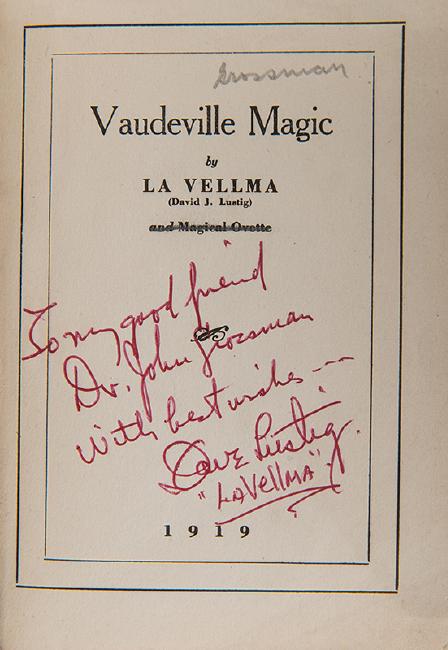 Grossman
Vaudeville Magic
by
LA VELLMA
(David J. Lustig)
and Magical Ovette
To my good friend
Dr. John Grossman
With best wishes ---
Dave Lustig.
"LaVellma"
1919